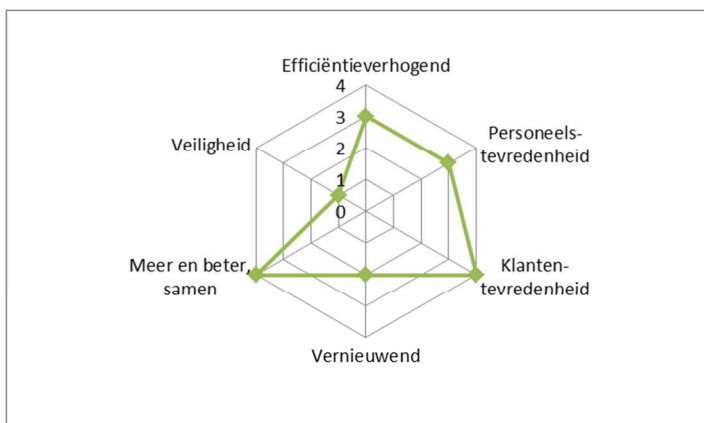 Efficiëntieverhogend
4
3
2
1
0
Personeels-
tevredenheid
Klanten-
tevredenheid
Vernieuwend
Meer en beter,
samen
Veiligheid